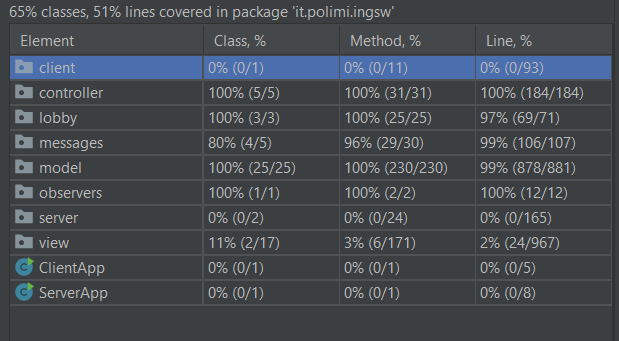 65% classes, 51% lines covered in package 'it.polimi.ingsw'
Element Class, % Method, % Line, %
client 0% (0/1) 0% (0/11) 0% (0/93)
controller 100% (5/5) 100% (31/31) 100% (184/184)
lobby 100% (3/3) 100% (25/25) 97% (69/71)
messages 80% (4/5) 96% (29/30) 99% (106/107)
model 100% (25/25) 100% (230/230) 99% (878/881)
observers 100% (1/1) 100% (2/2) 100% (12/12)
server 0% (0/2) 0% (0/24) 0% (0/165)
view 11% (2/17) 3% (6/171) 2% (24/967)
C ClientApp 0% (0/1) 0% (0/1) 0% (0/5)
C ServerApp 0% (0/1) 0% (0/1) 0% (0/8)